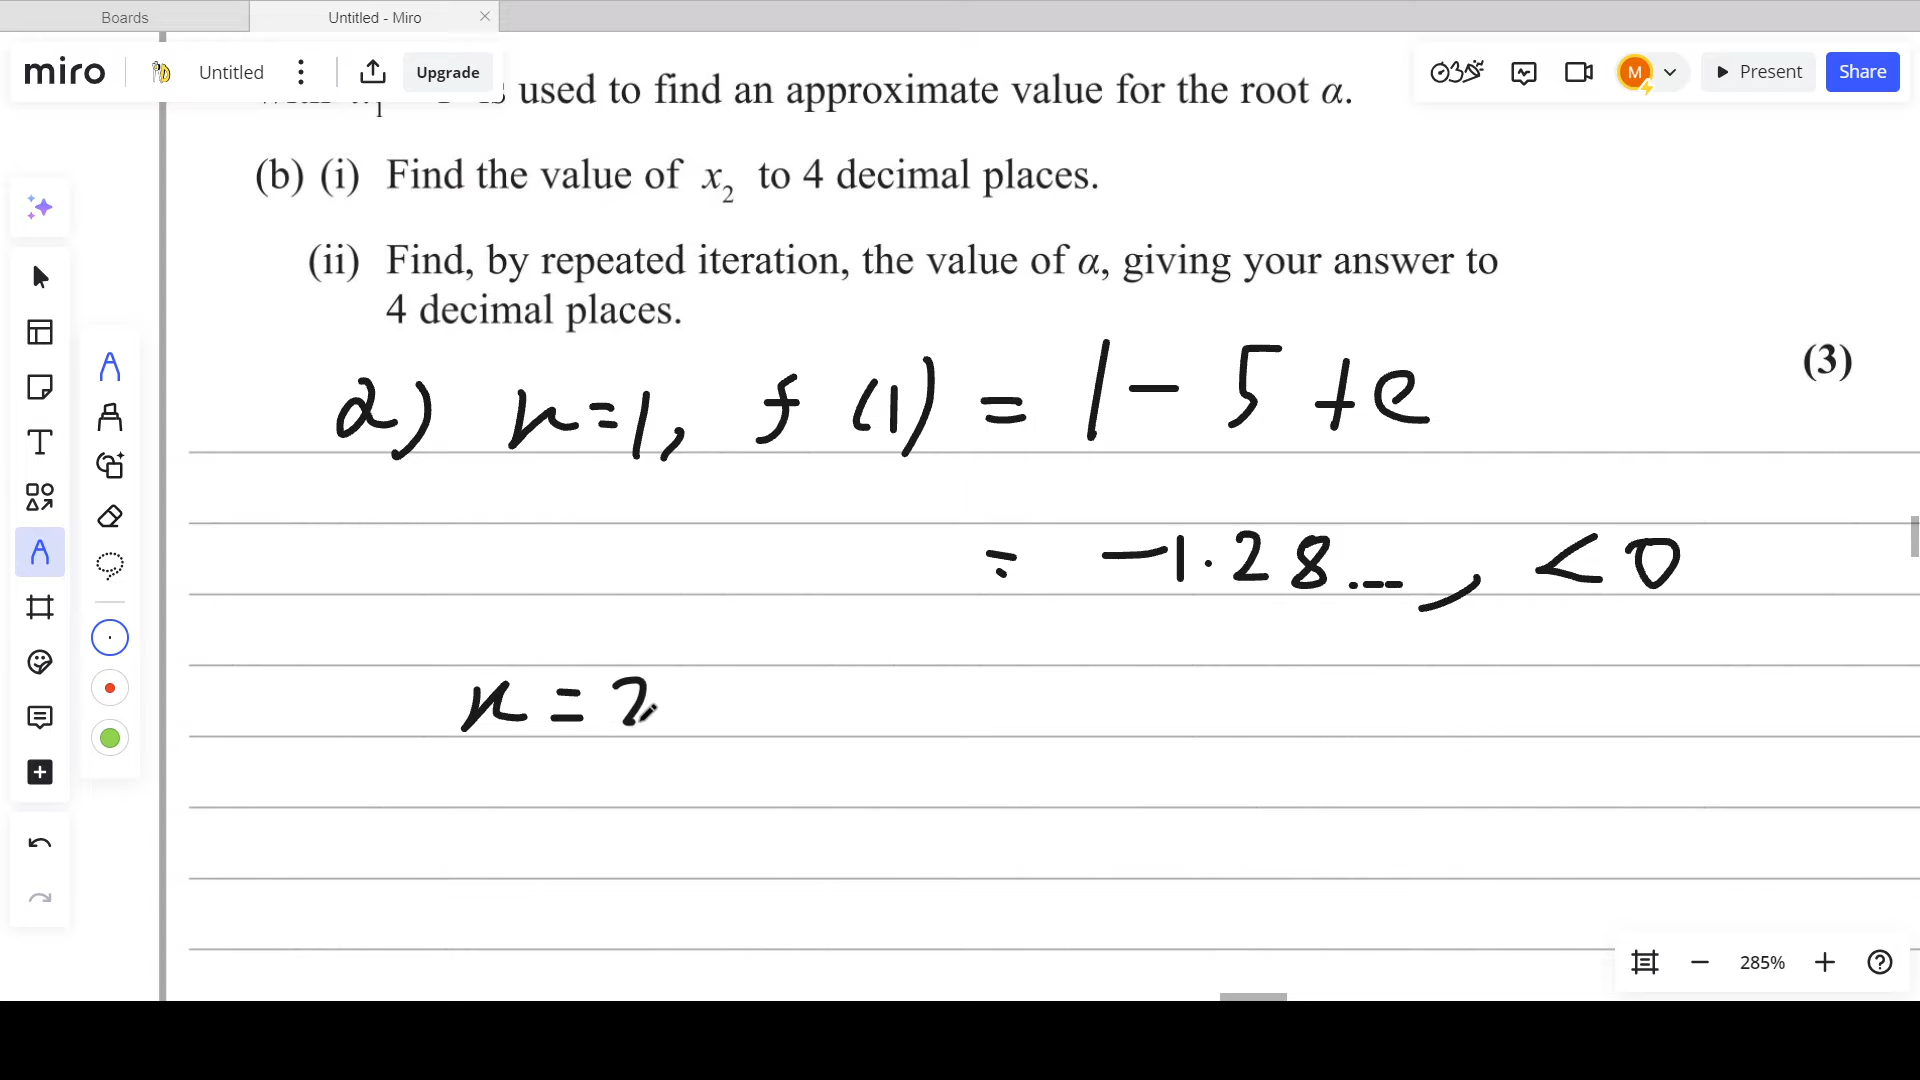 Boards Untitled - Miro
miro Untitled Upgrade M Present Share
is used to find an approximate value for the root α.
(b) (i) Find the value of x₂ to 4 decimal places.
(ii) Find, by repeated iteration, the value of α, giving your answer to
4 decimal places.
(3)
a) x=1, f(1) = 1 - 5 + e
= -1.28..., <0
x = 2
285%